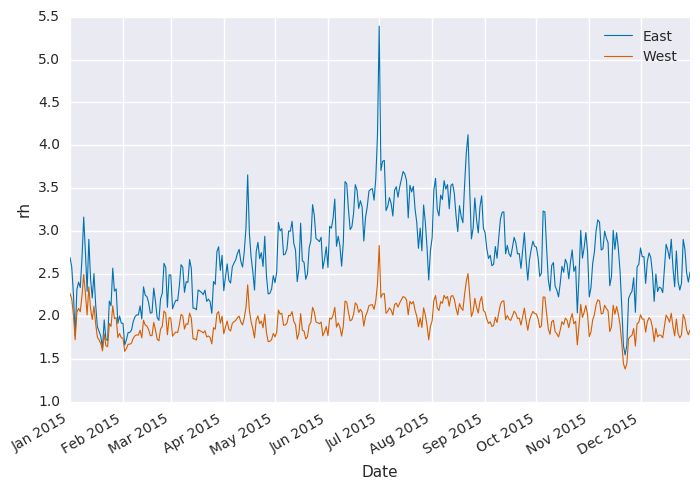 5.5
5.0
4.5
4.0
3.5
3.0
2.5
2.0
1.5
1.0
rh
East
West
Jan 2015
Feb 2015
Mar 2015
Apr 2015
May 2015
Jun 2015
Jul 2015
Aug 2015
Sep 2015
Oct 2015
Nov 2015
Dec 2015
Date